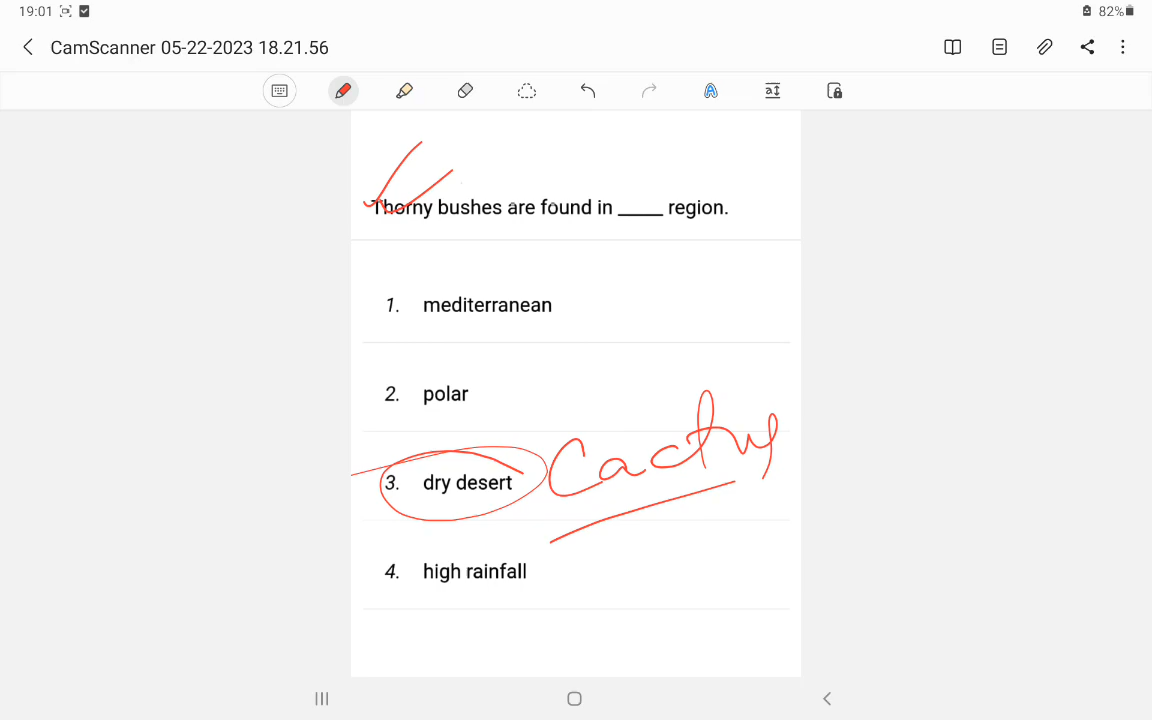 19:01 82%
CamScanner 05-22-2023 18.21.56
Thorny bushes are found in _____ region.
1. mediterranean
2. polar
3. dry desert
Cactus
4. high rainfall